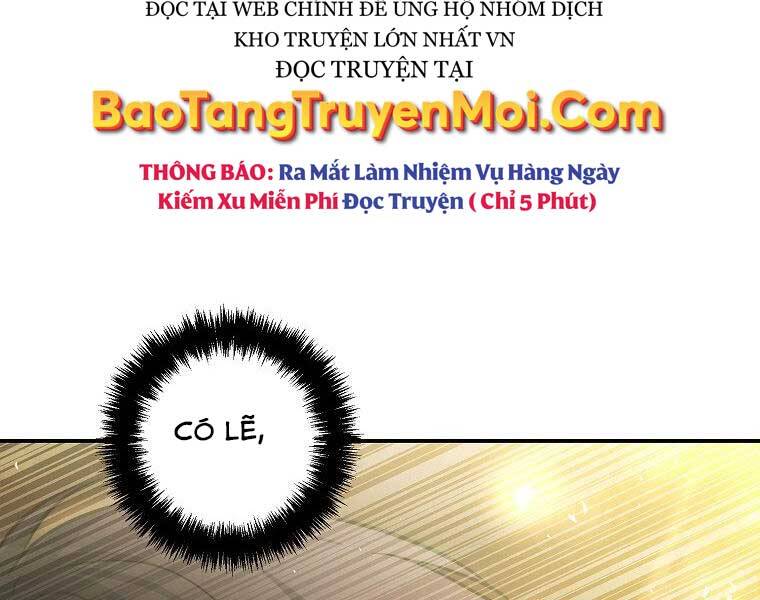 ĐỌC TẠI WEB CHÍNH ĐỂ ỦNG HỘ NHÓM DỊCH
KHO TRUYỆN LỚN NHẤT VN
ĐỌC TRUYỆN TẠI
BaoTangTruyenMoi.Com
THÔNG BÁO: Ra Mắt Làm Nhiệm Vụ Hàng Ngày
Kiếm Xu Miễn Phí Đọc Truyện ( Chỉ 5 Phút)
CÓ LẼ,